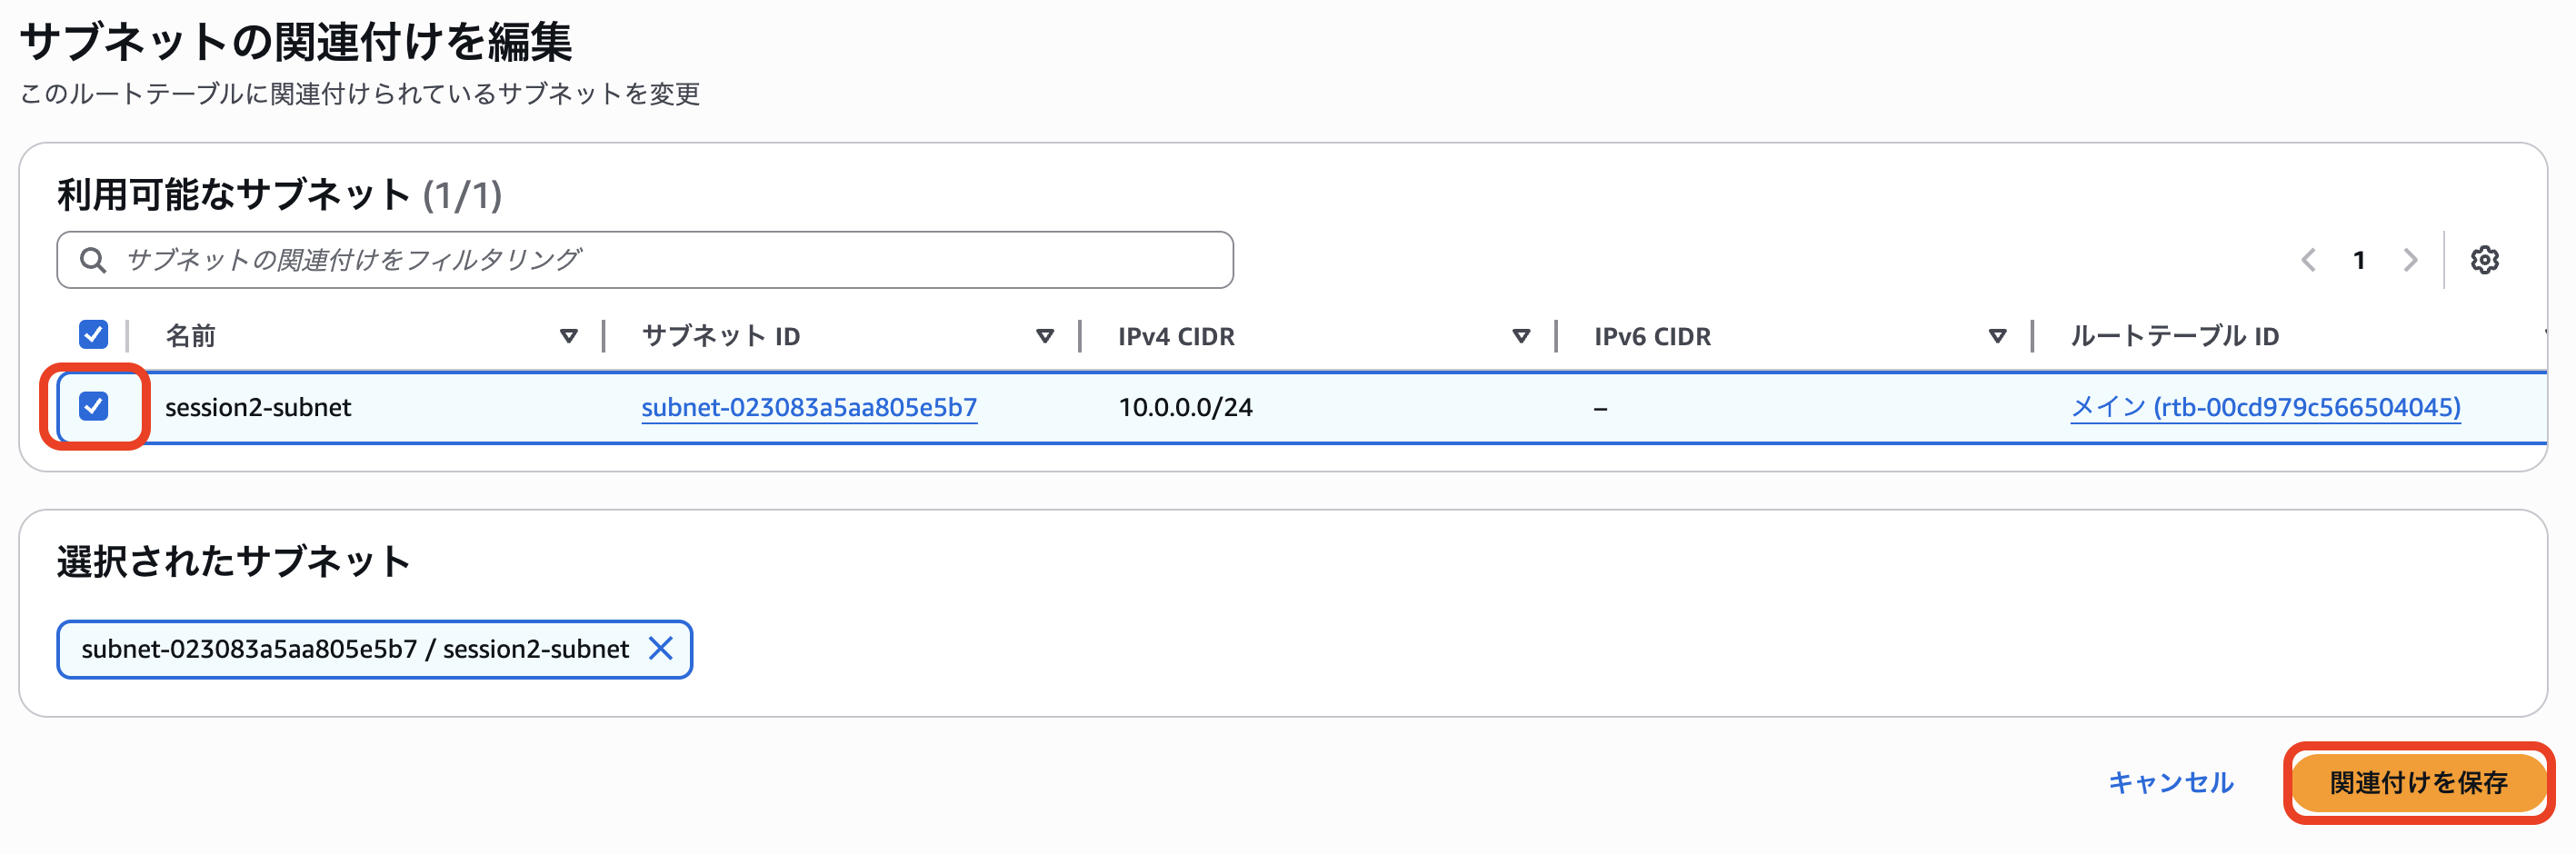 サブネットの関連付けを編集
このルートテーブルに関連付けられているサブネットを変更
利用可能なサブネット (1/1)
サブネットの関連付けをフィルタリング
1
名前 サブネット ID IPv4 CIDR IPv6 CIDR ルートテーブル ID
session2-subnet subnet-023083a5aa805e5b7 10.0.0.0/24 – メイン (rtb-00cd979c566504045)
選択されたサブネット
subnet-023083a5aa805e5b7 / session2-subnet
キャンセル 関連付けを保存